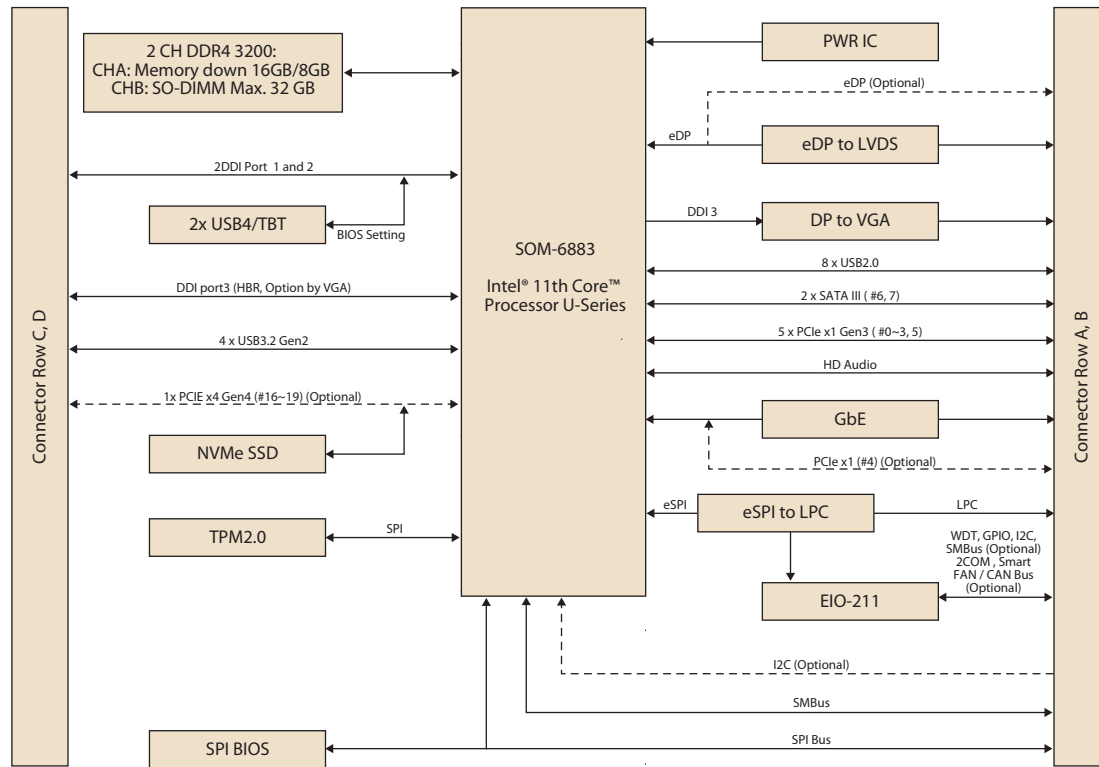 2 CH DDR4 3200:
CHA: Memory down 16GB/8GB
CHB: SO-DIMM Max. 32 GB
2DDI Port 1 and 2
2x USB4/TBT
BIOS Setting
DDI port3 (HBR, Option by VGA)
4 x USB3.2 Gen2
1x PCIE x4 Gen4 (#16~19) (Optional)
NVMe SSD
TPM2.0
SPI
SPI BIOS
Connector Row C, D
SOM-6883
Intel® 11th Core™
Processor U-Series
PWR IC
eDP (Optional)
eDP
eDP to LVDS
DDI 3
DP to VGA
8 x USB2.0
2 x SATA III ( #6, 7)
5 x PCIe x1 Gen3 ( #0~3, 5)
HD Audio
GbE
PCIe x1 (#4) (Optional)
eSPI
eSPI to LPC
LPC
WDT, GPIO, I2C,
SMBus (Optional)
2COM , Smart
FAN / CAN Bus
(Optional)
EIO-211
I2C (Optional)
SMBus
SPI Bus
Connector Row A, B